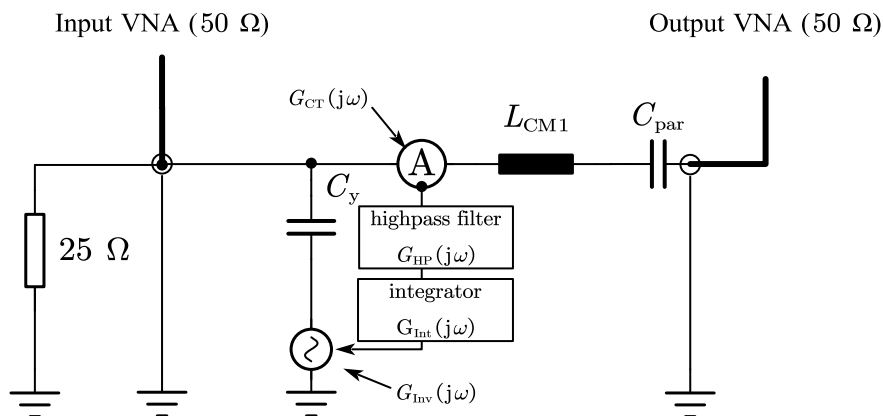 Input VNA (50 Ω)
Output VNA (50 Ω)
G_CT(jω)
L_CM1
C_par
A
C_y
25 Ω
highpass filter
G_HP(jω)
integrator
G_Int(jω)
G_Inv(jω)